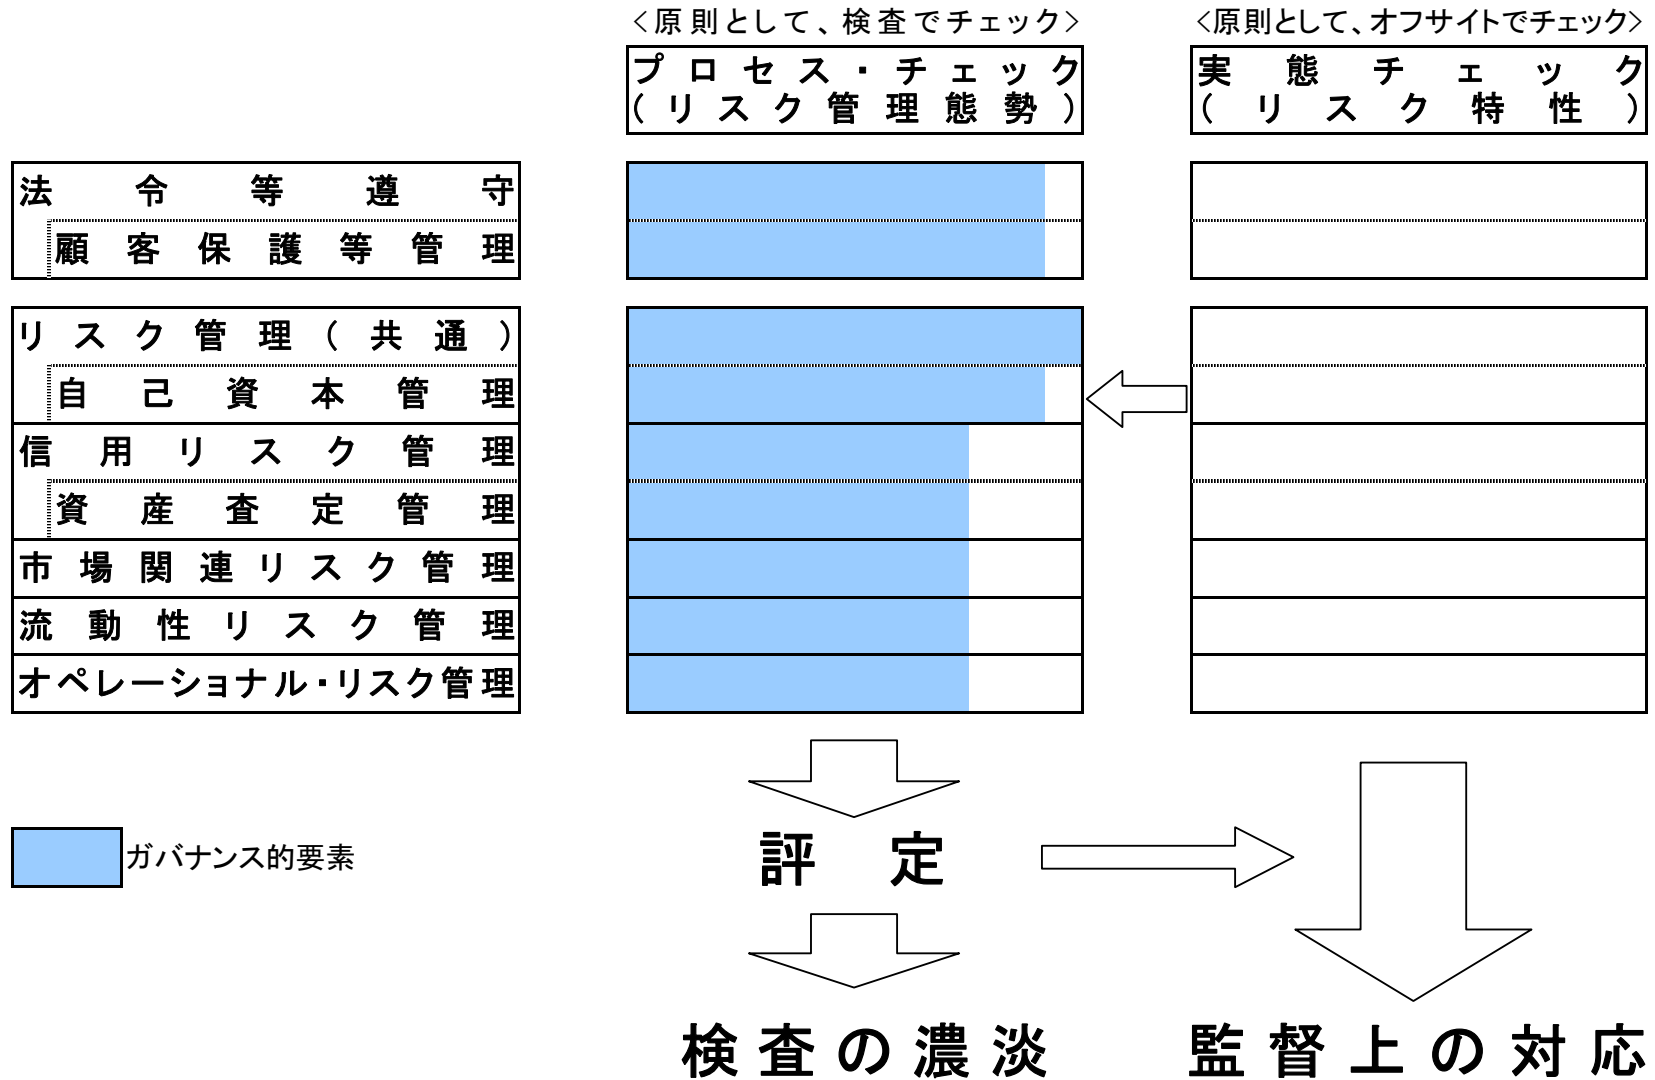 <原則として、検査でチェック>
<原則として、オフサイトでチェック>
プロセス・チェック
(リスク管理態勢)
実態チェック
(リスク特性)
法令等遵守
顧客保護等管理
リスク管理(共通)
自己資本管理
信用リスク管理
資産査定管理
市場関連リスク管理
流動性リスク管理
オペレーショナル・リスク管理
ガバナンス的要素
評定
検査の濃淡
監督上の対応